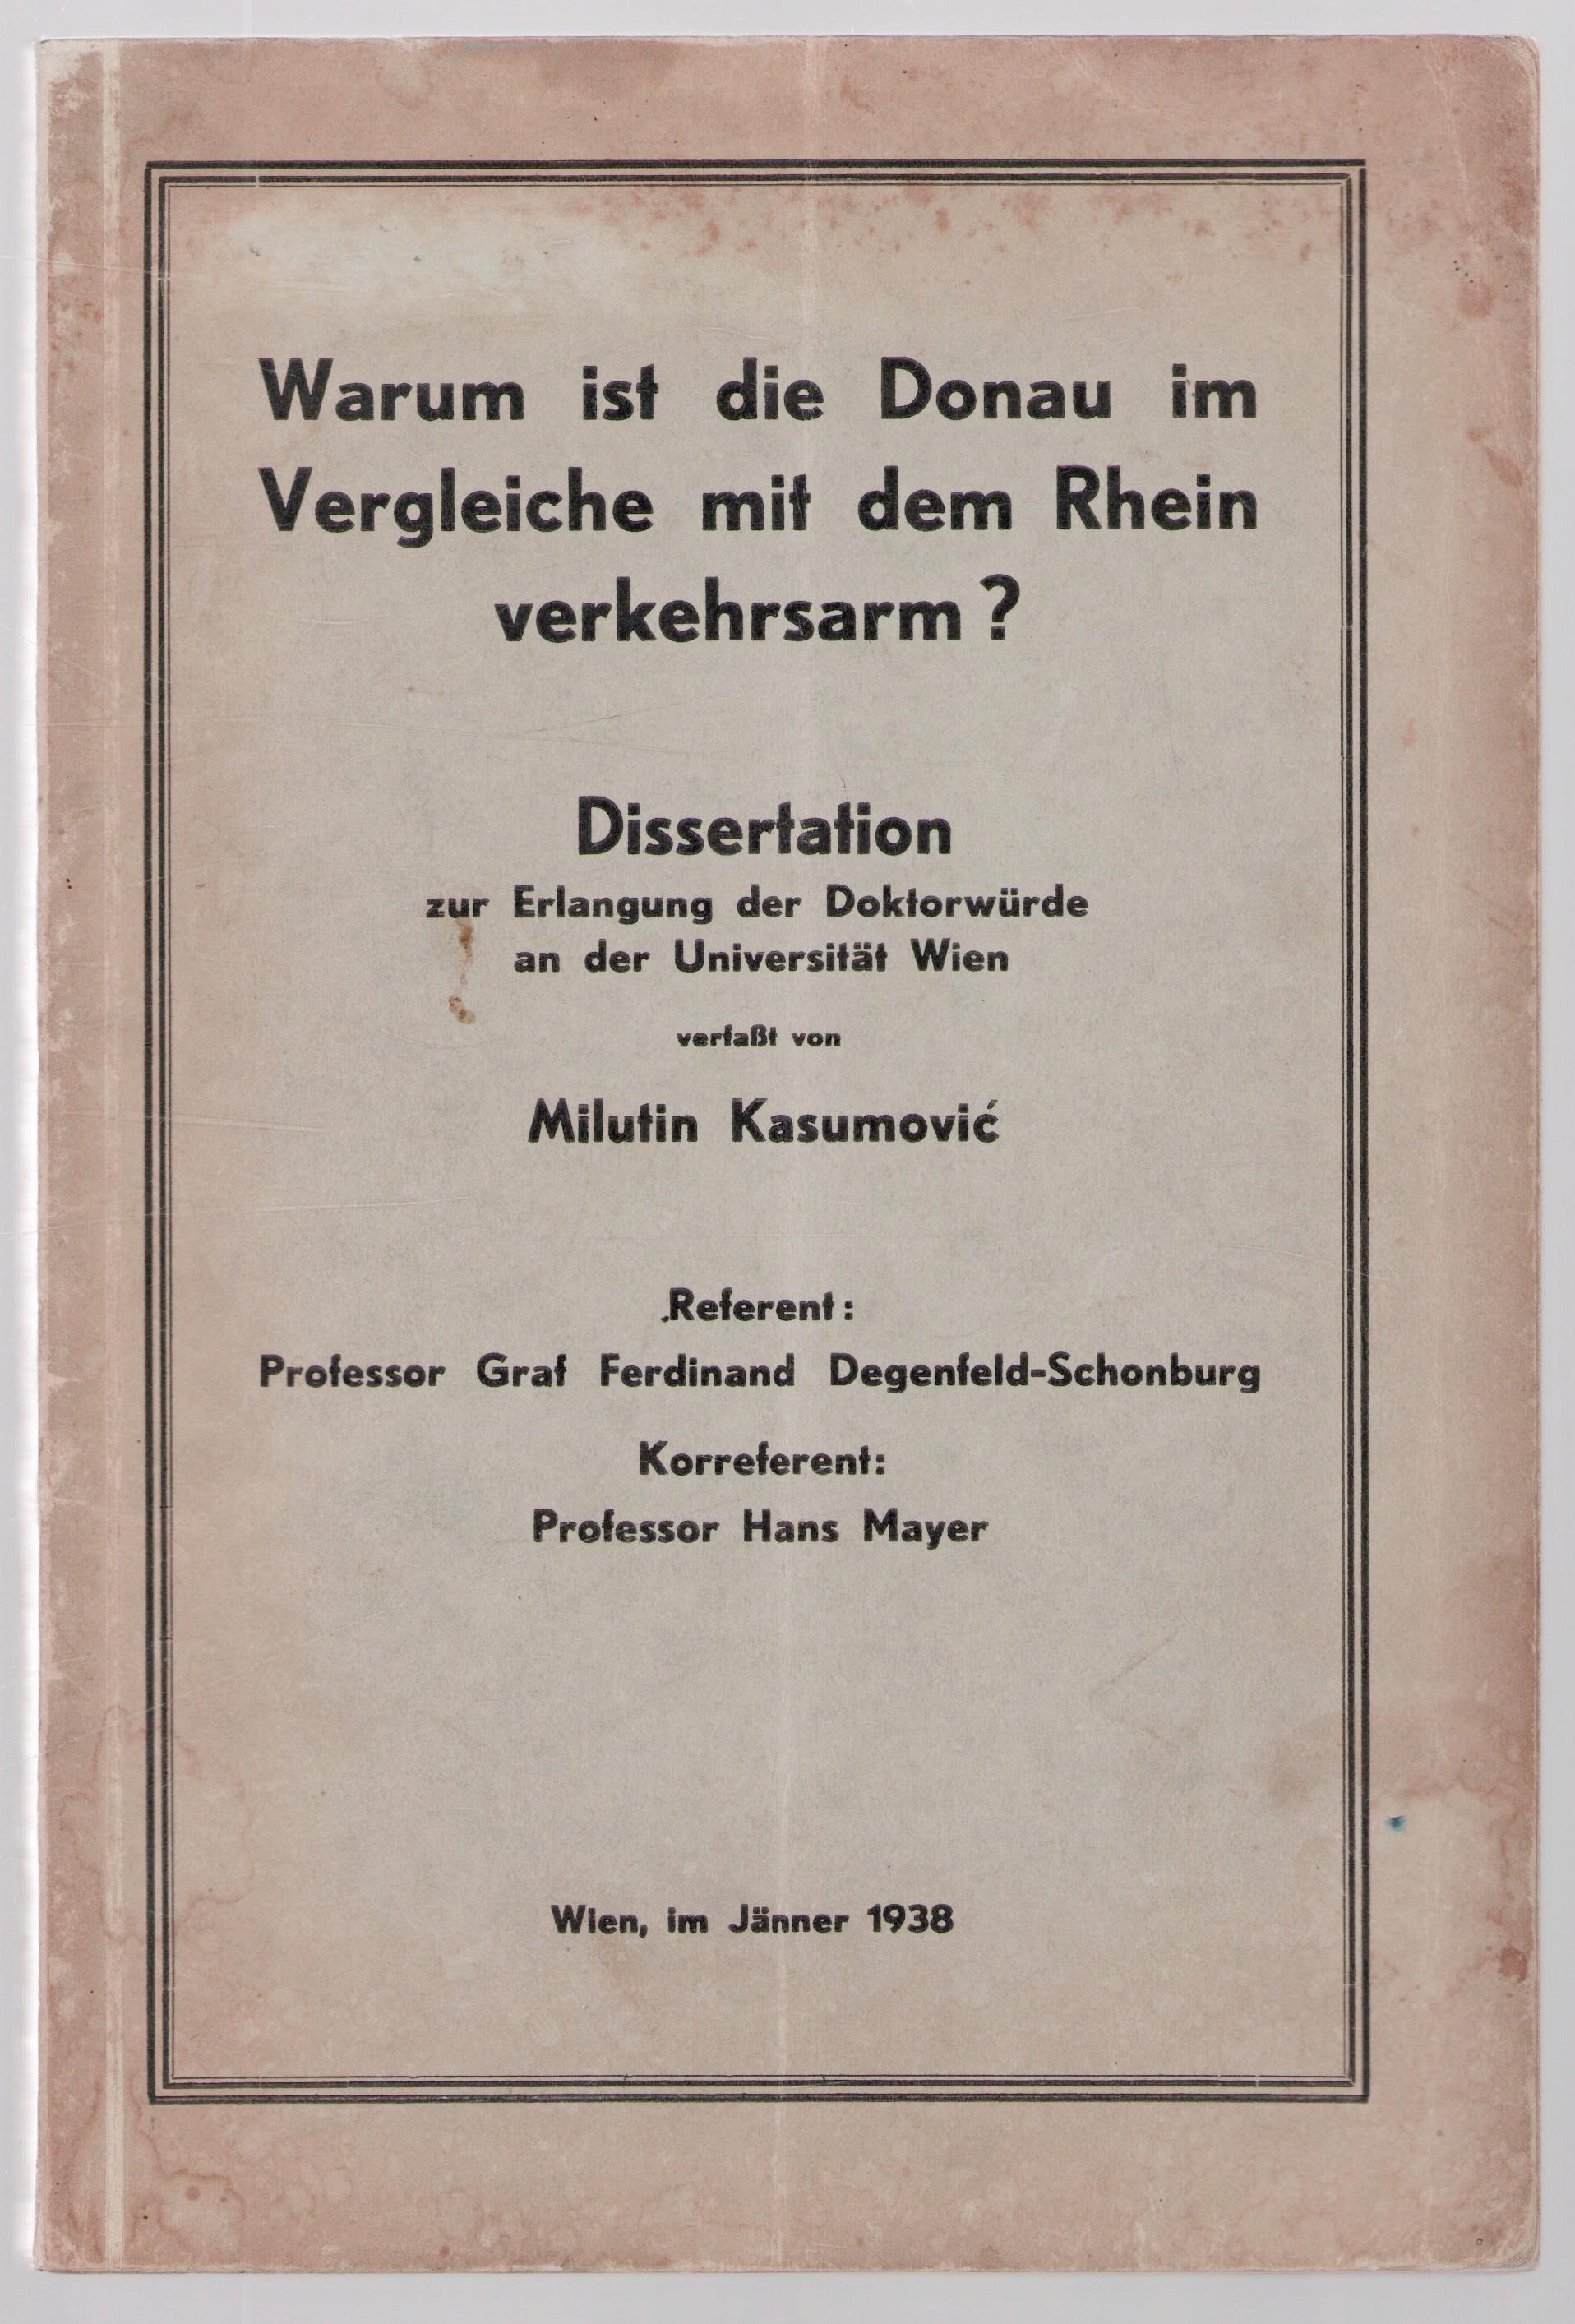 Warum ist die Donau im
Vergleiche mit dem Rhein
verkehrsarm ?
Dissertation
zur Erlangung der Doktorwürde
an der Universität Wien
verfaßt von
Milutin Kasumović
Referent :
Professor Graf Ferdinand Degenfeld-Schonburg
Korreferent:
Professor Hans Mayer
Wien, im Jänner 1938